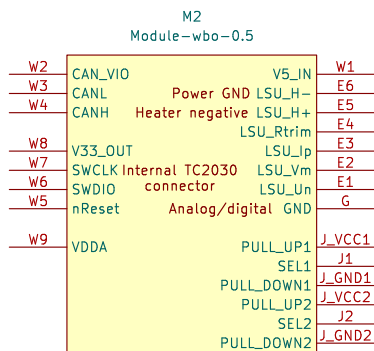 M2
Module-wbo-0.5
W2 CAN_VIO V5_IN W1
W3 CANL Power GND LSU_H- E6
W4 CANH Heater negative LSU_H+ E5
LSU_Rtrim E4
W8 V33_OUT LSU_Ip E3
W7 SWCLK Internal TC2030 LSU_Vm E2
W6 SWDIO connector LSU_Un E1
W5 nReset Analog/digital GND G
W9 VDDA PULL_UP1 J_VCC1
SEL1 J1
PULL_DOWN1 J_GND1
PULL_UP2 J_VCC2
SEL2 J2
PULL_DOWN2 J_GND2